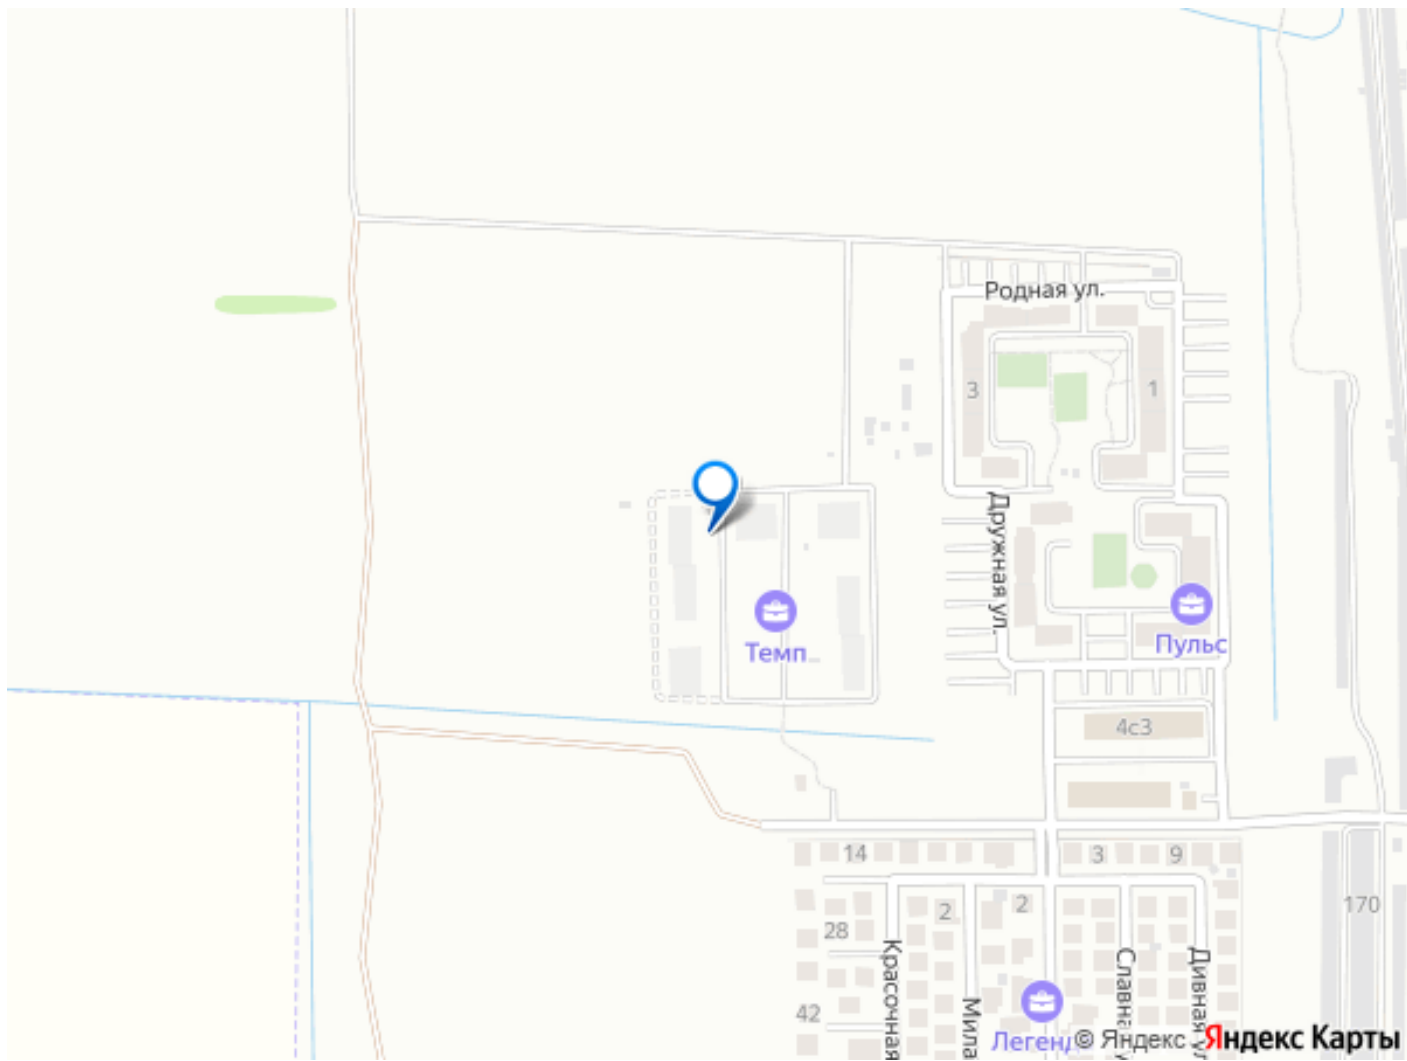 Родная ул.
3
1
Дружная ул.
Темп
Пульс
4с3
14
3
9
2
2
28
170
Красочная
Мила
Славна
Дивная ул
42
Легенд
© Яндекс
Яндекс Карты